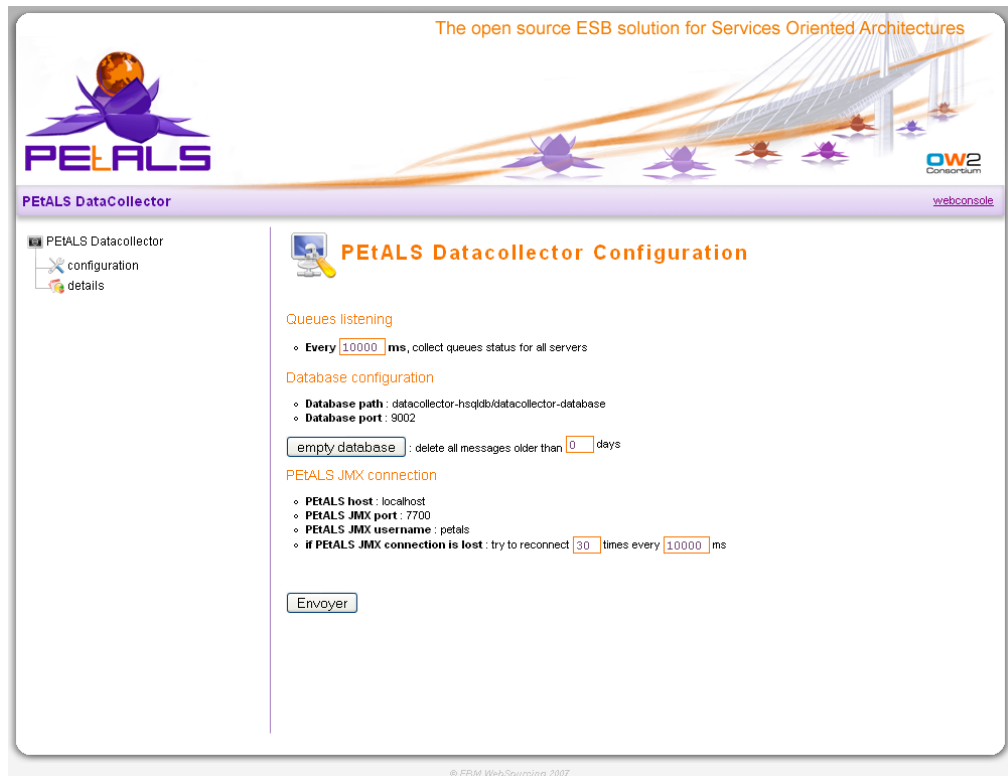 The open source ESB solution for Services Oriented Architectures
PEtALS
OW2
Consortium
PEtALS DataCollector
webconsole
PEtALS Datacollector
configuration
details
PEtALS Datacollector Configuration
Queues listening
Every 10000 ms, collect queues status for all servers
Database configuration
Database path : datacollector-hsqldb/datacollector-database
Database port : 9002
empty database : delete all messages older than 0 days
PEtALS JMX connection
PEtALS host : localhost
PEtALS JMX port : 7700
PEtALS JMX username : petals
if PEtALS JMX connection is lost : try to reconnect 30 times every 10000 ms
Envoyer
© EBM WebSourcing 2007